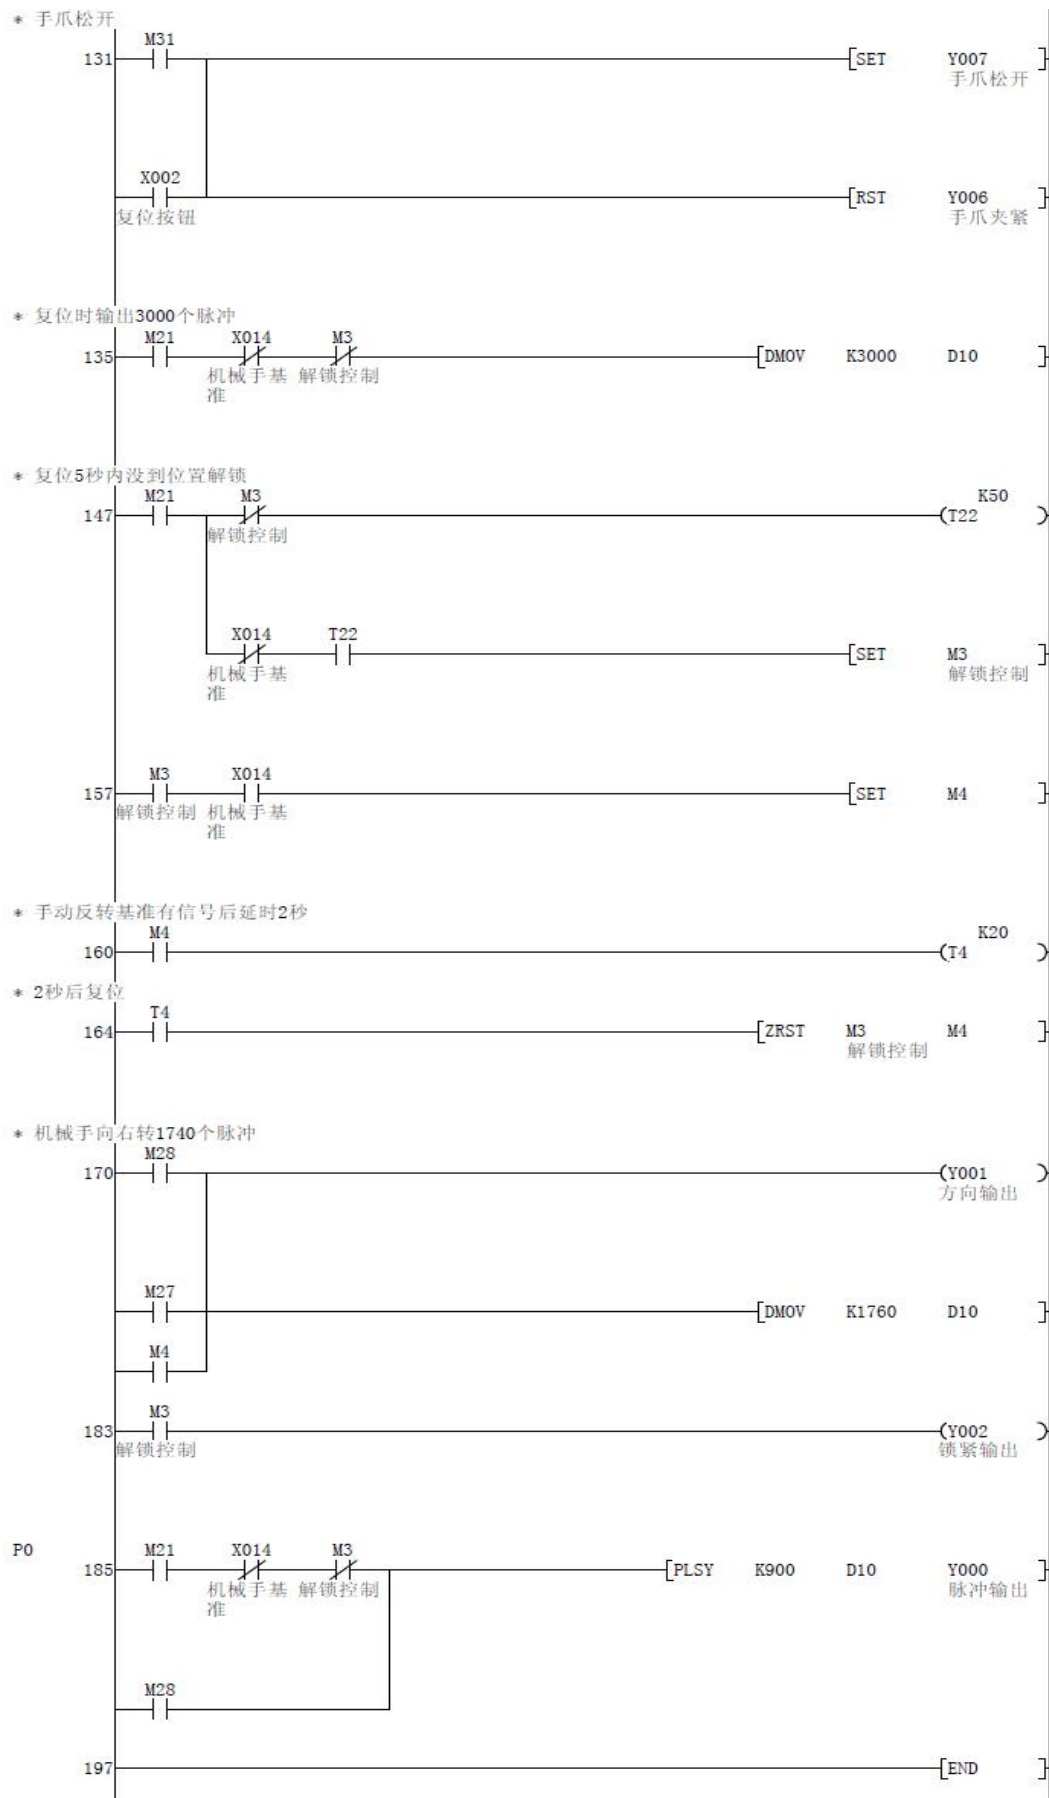 * 手爪松开
M31
131 SET Y007
手爪松开
X002
RST Y006
复位按钮 手爪夹紧
* 复位时输出3000个脉冲
M21 X014 M3
135 DMOV K3000 D10
机械手基 解锁控制
准
* 复位5秒内没到位置解锁
M21 M3 K50
147 T22
解锁控制
X014 T22
SET M3
机械手基 解锁控制
准
M3 X014
157 SET M4
解锁控制 机械手基
准
* 手动反转基准有信号后延时2秒
M4 K20
160 T4
* 2秒后复位
T4
164 ZRST M3 M4
解锁控制
* 机械手向右转1740个脉冲
M28
170 Y001
方向输出
M27
DMOV K1760 D10
M4
M3
183 Y002
解锁控制 锁紧输出
P0 M21 X014 M3
185 PLSY K900 D10 Y000
机械手基 解锁控制 脉冲输出
准
M28
197 END